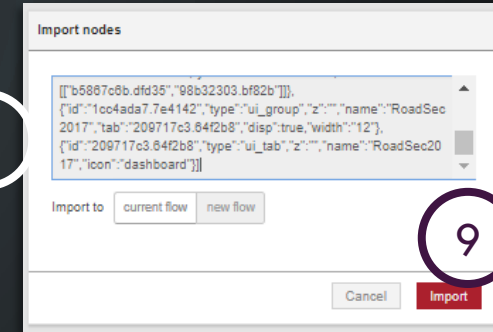 Import nodes
[["b5867c6b.dfd35","98b32303.bf82b"]]},
{"id":"1cc4ada7.7e4142","type":"ui_group","z":"","name":"RoadSec
2017","tab":"209717c3.64f2b8","disp":true,"width":"12"},
{"id":"209717c3.64f2b8","type":"ui_tab","z":"","name":"RoadSec20
17","icon":"dashboard"}]
Import to current flow new flow
9
Cancel Import